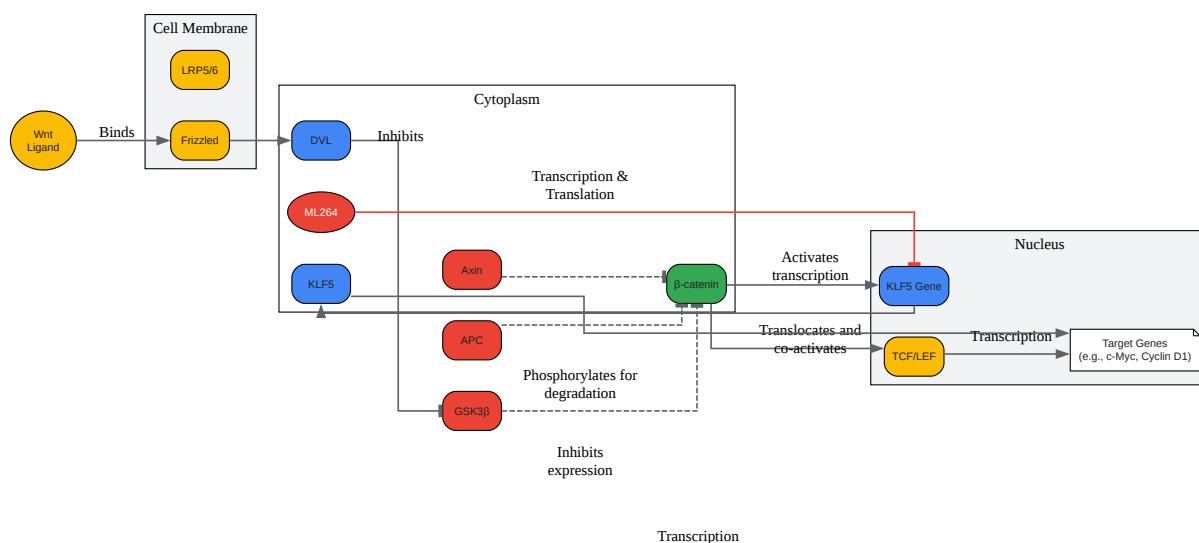 Cell Membrane
LRP5/6
Wnt
Ligand
Binds
Frizzled
Cytoplasm
DVL
Inhibits
Transcription &
Translation
ML264
Axin
KLF5
β-catenin
Activates
transcription
Nucleus
KLF5 Gene
APC
Translocates and
co-activates
TCF/LEF
Transcription
Target Genes
(e.g., c-Myc, Cyclin D1)
Phosphorylates for
degradation
GSK3β
Inhibits
expression
Transcription